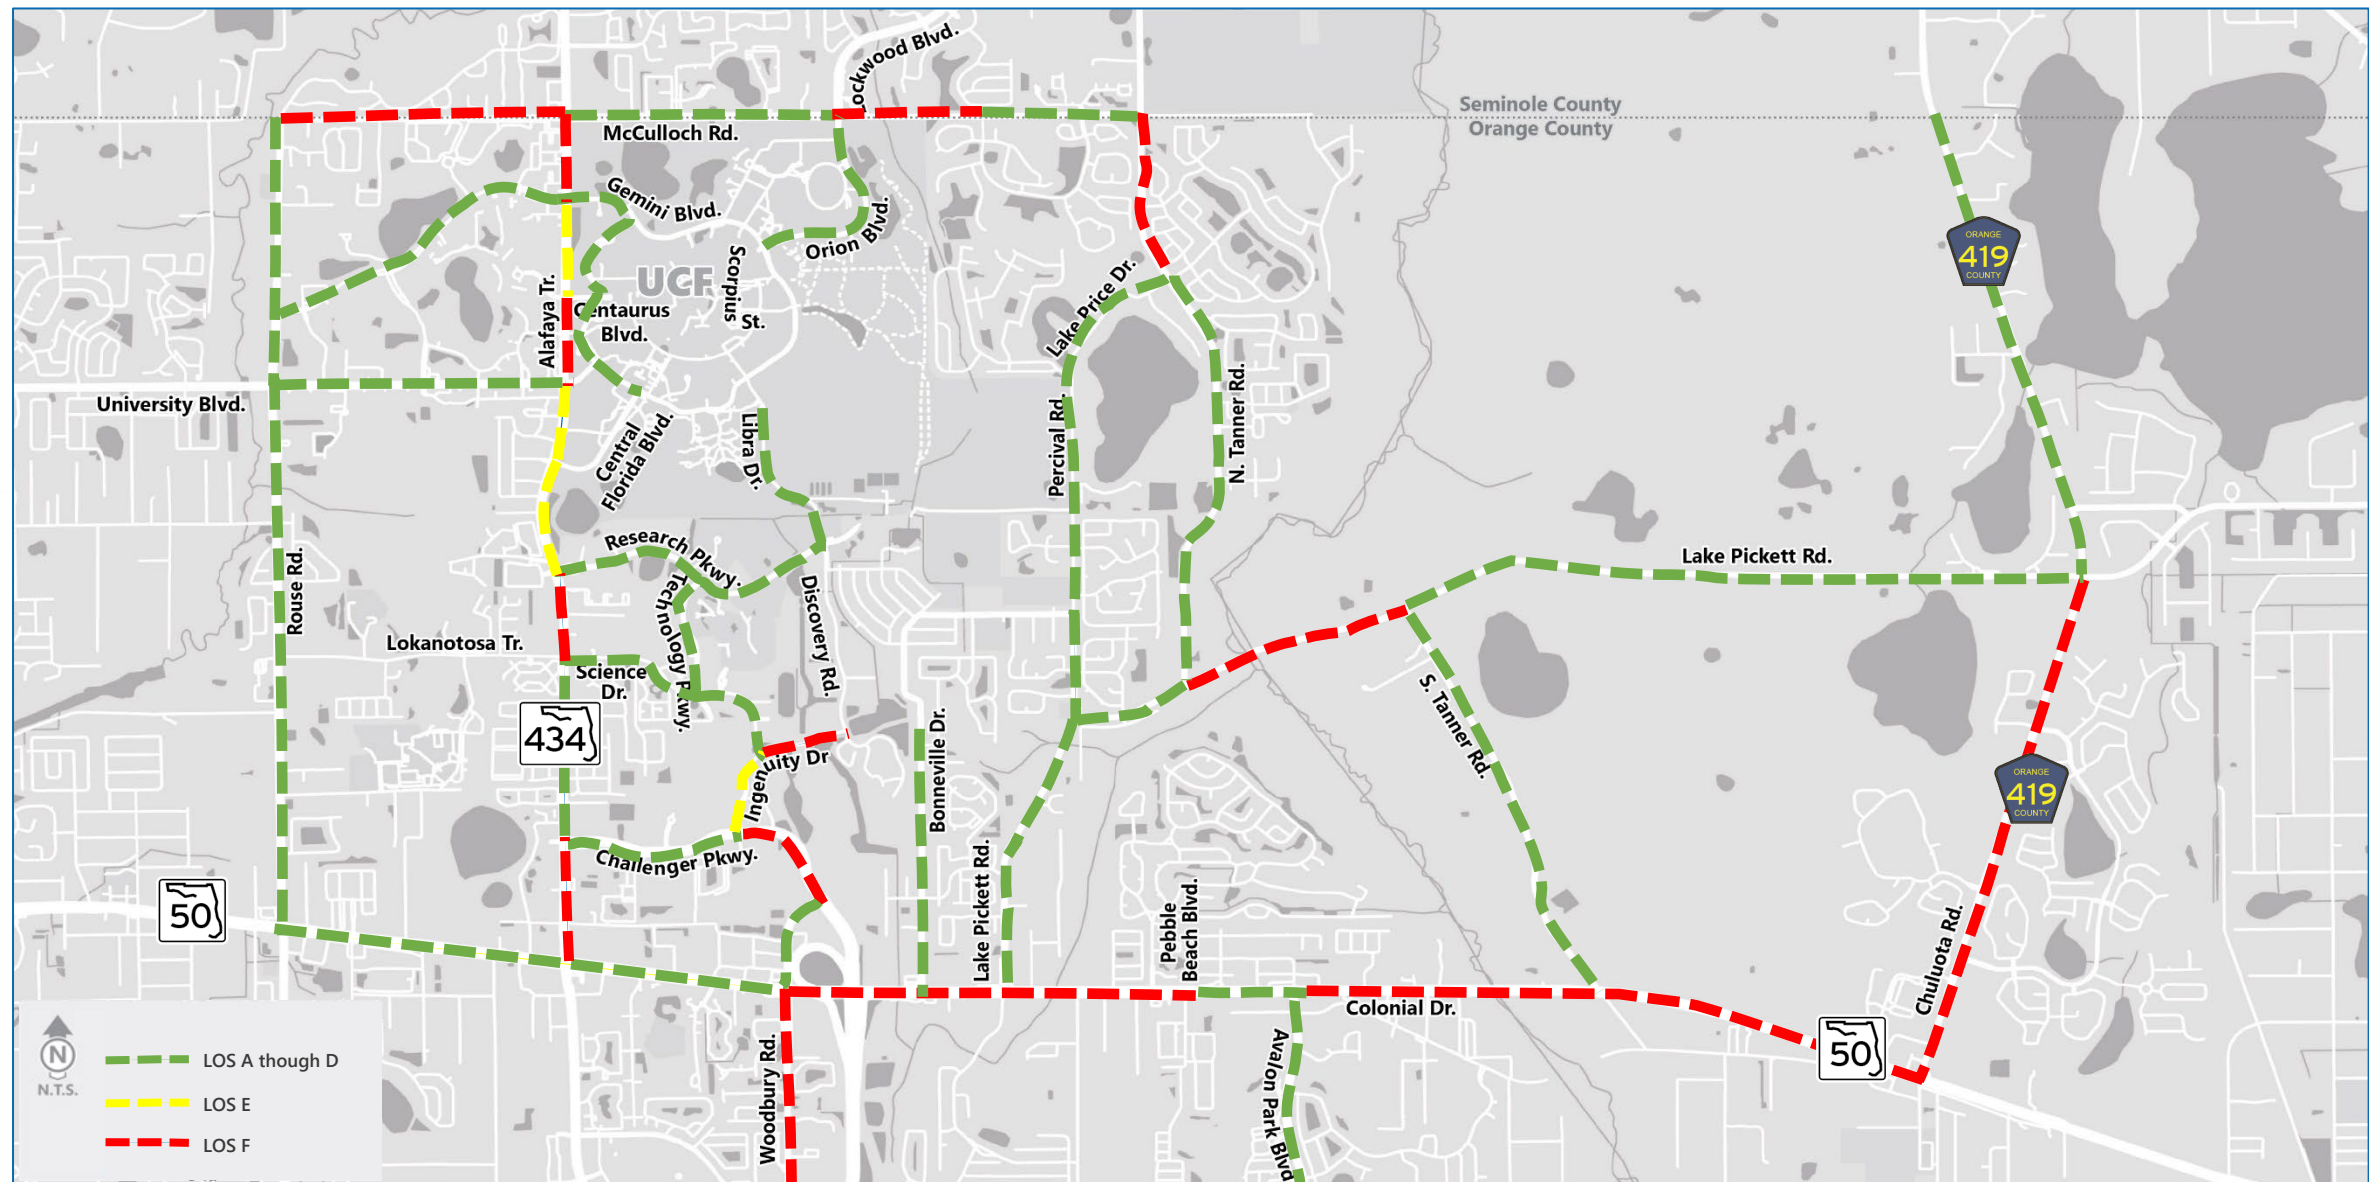 Lockwood Blvd.
Seminole County
Orange County
McCulloch Rd.
Gemini Blvd.
Orion Blvd.
Scorpius
St.
UCF
Centaurus
Blvd.
Alafaya Tr.
Lake Price Dr.
ORANGE
419
COUNTY
University Blvd.
Central
Florida Blvd.
Libra Dr.
Percival Rd.
N. Tanner Rd.
Research Pkwy.
Technology Pkwy.
Discovery Rd.
Rouse Rd.
Lake Pickett Rd.
Lokanotosa Tr.
Science
Dr.
S. Tanner Rd.
434
Ingenuity Dr
Bonneville Dr.
ORANGE
419
COUNTY
Challenger Pkwy.
Lake Pickett Rd.
Pebble
Beach Blvd.
50
Chuluota Rd.
Colonial Dr.
50
Woodbury Rd.
Avalon Park Blvd
N
N.T.S.
LOS A though D
LOS E
LOS F